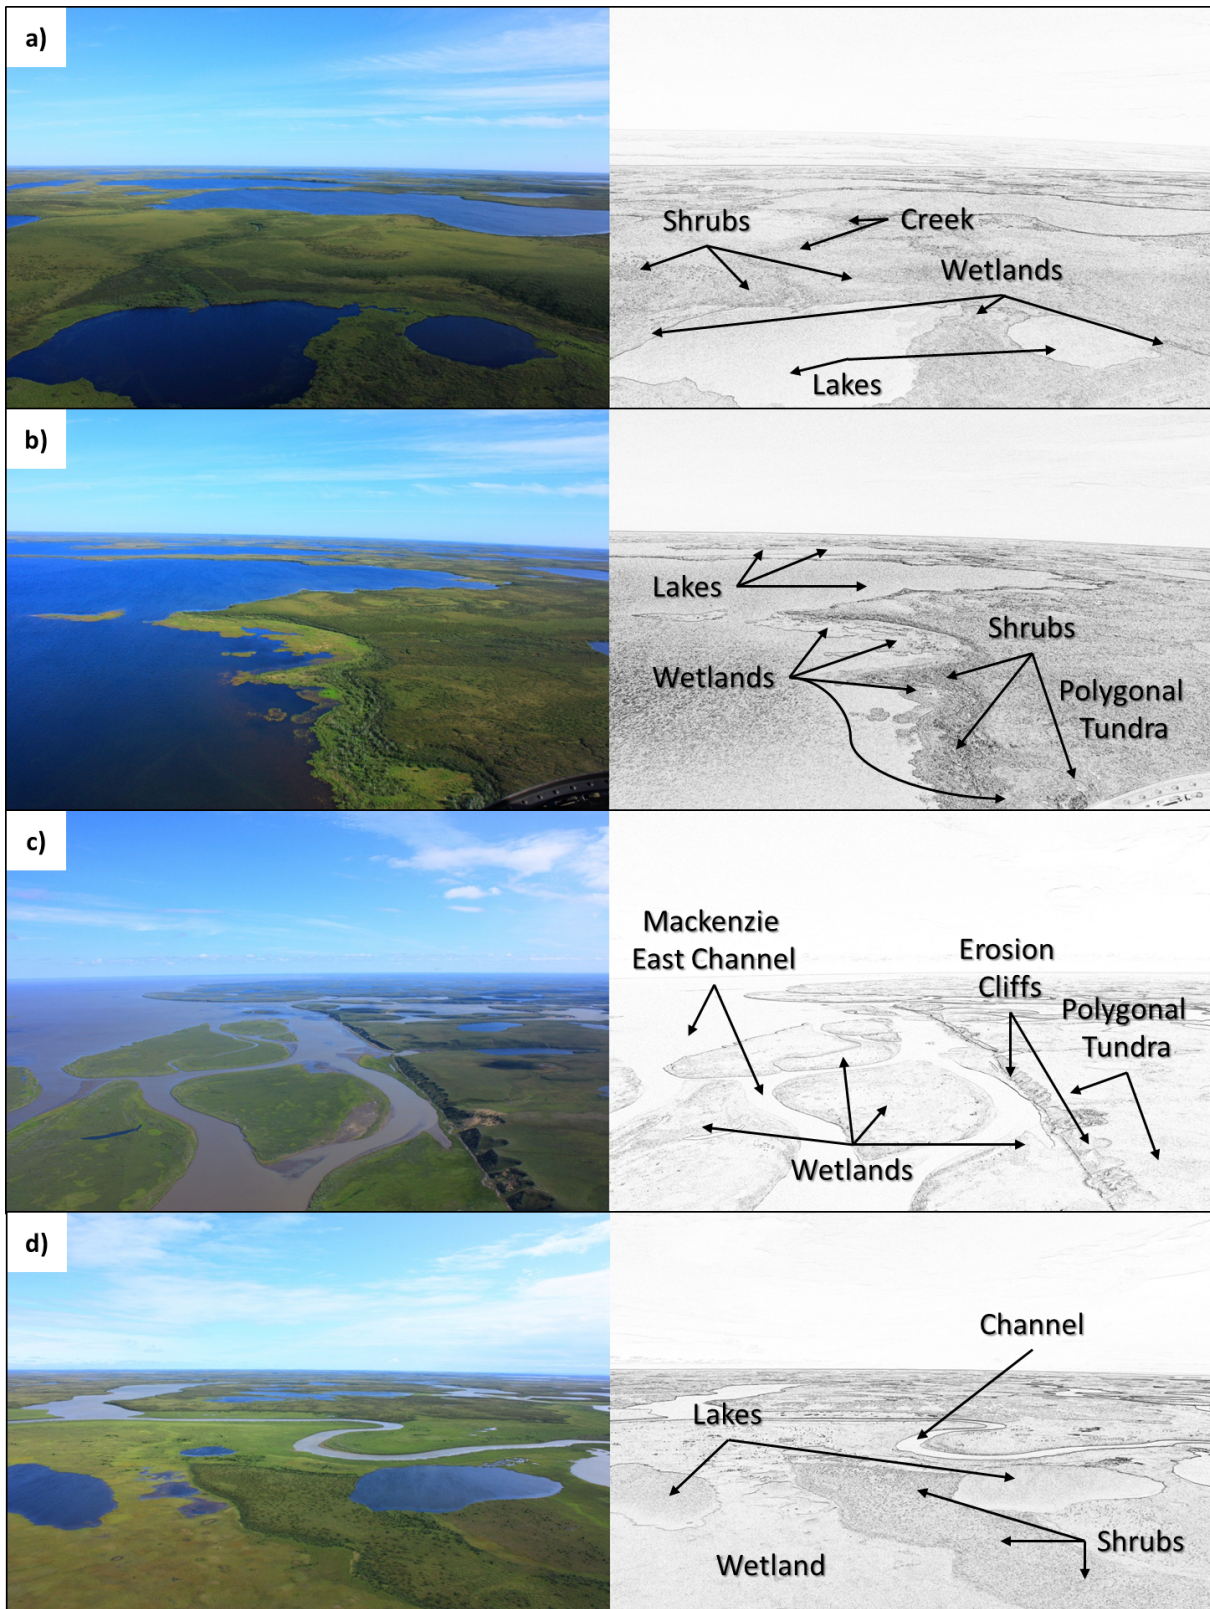 a)
Shrubs
Creek
Wetlands
Lakes
b)
Lakes
Shrubs
Wetlands
Polygonal
Tundra
c)
Mackenzie
East Channel
Erosion
Cliffs
Polygonal
Tundra
Wetlands
d)
Channel
Lakes
Shrubs
Wetland